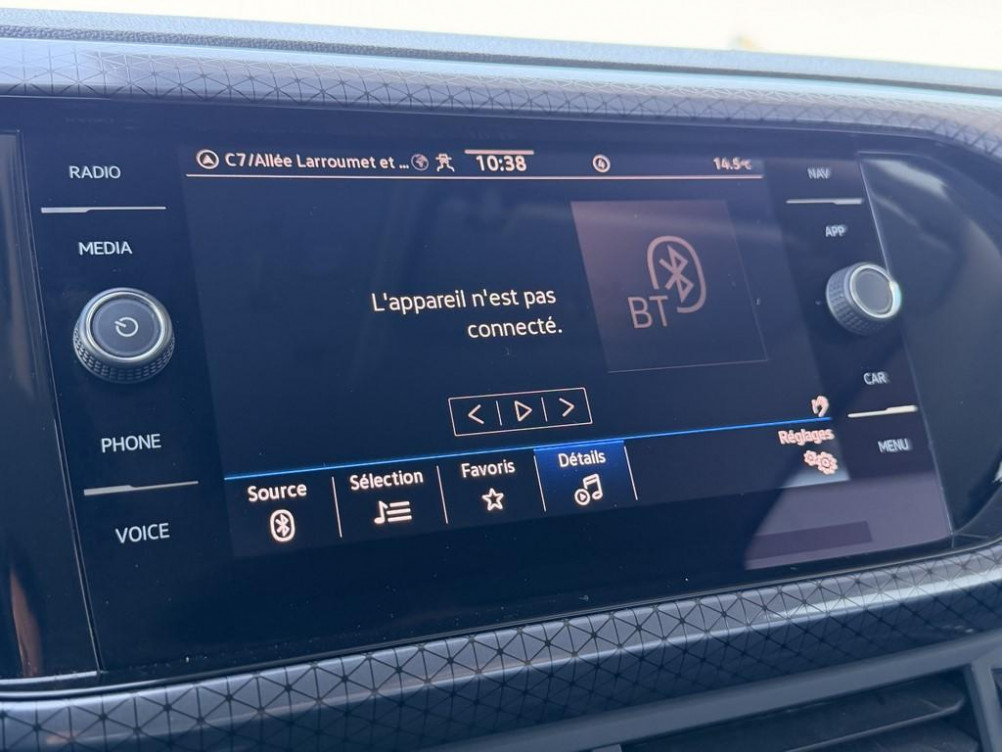 RADIO
C7/Allée Larroumet et ...
10:38
14.5°C
NAV
MEDIA
APP
L'appareil n'est pas
connecté.
BT
CAR
PHONE
Réglages
MENU
Source
Sélection
Favoris
Détails
VOICE